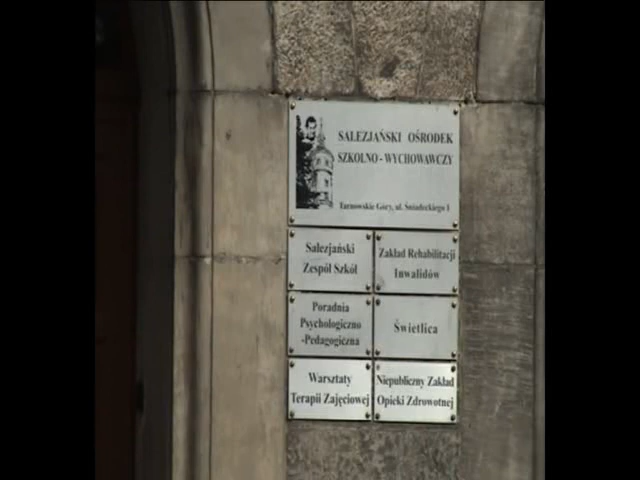 SALEZJAŃSKI OŚRODEK
SZKOLNO - WYCHOWAWCZY
Tarnowskie Góry, ul. Śniadeckiego 1
Salezjański
Zespół Szkół
Zakład Rehabilitacji
Inwalidów
Poradnia
Psychologiczno
-Pedagogiczna
Świetlica
Warsztaty
Terapii Zajęciowej
Niepubliczny Zakład
Opieki Zdrowotnej